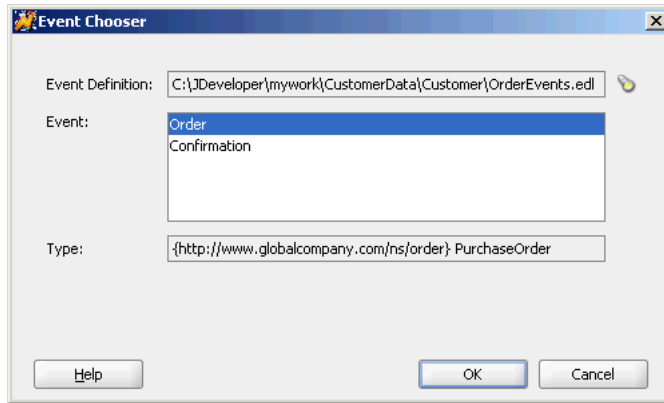 Event Chooser
Event Definition: C:\JDeveloper\mywork\CustomerData\Customer\OrderEvents.edl
Event: Order
Confirmation
Type: {http://www.globalcompany.com/ns/order} PurchaseOrder
Help OK Cancel